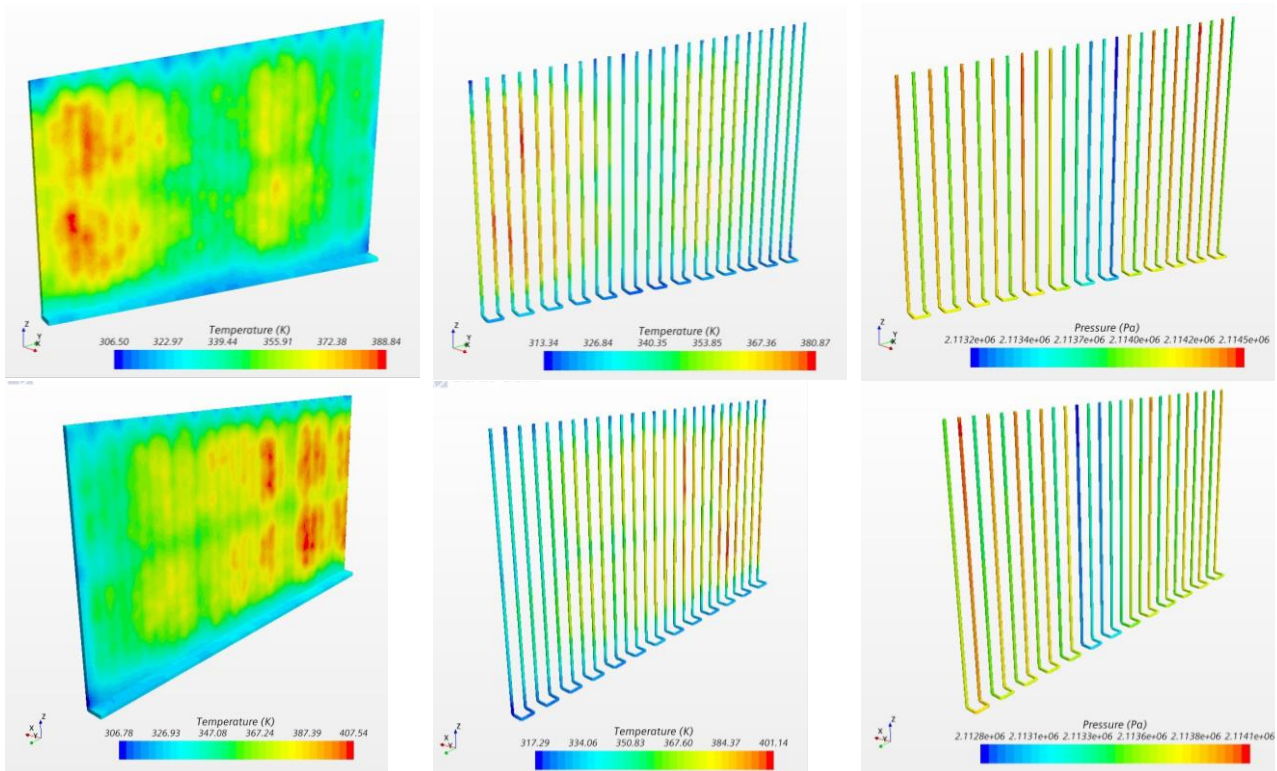 Z
Y
X
Temperature (K)
306.50 322.97 339.44 355.91 372.38 388.84
Z
Y
X
Temperature (K)
313.34 326.84 340.35 353.85 367.36 380.87
Z
Y
X
Pressure (Pa)
2.1132e+06 2.1134e+06 2.1137e+06 2.1140e+06 2.1142e+06 2.1145e+06
Z
X
Y
Temperature (K)
306.78 326.93 347.08 367.24 387.39 407.54
Z
X
Y
Temperature (K)
317.29 334.06 350.83 367.60 384.37 401.14
Z
X
Y
Pressure (Pa)
2.1128e+06 2.1131e+06 2.1133e+06 2.1136e+06 2.1138e+06 2.1141e+06